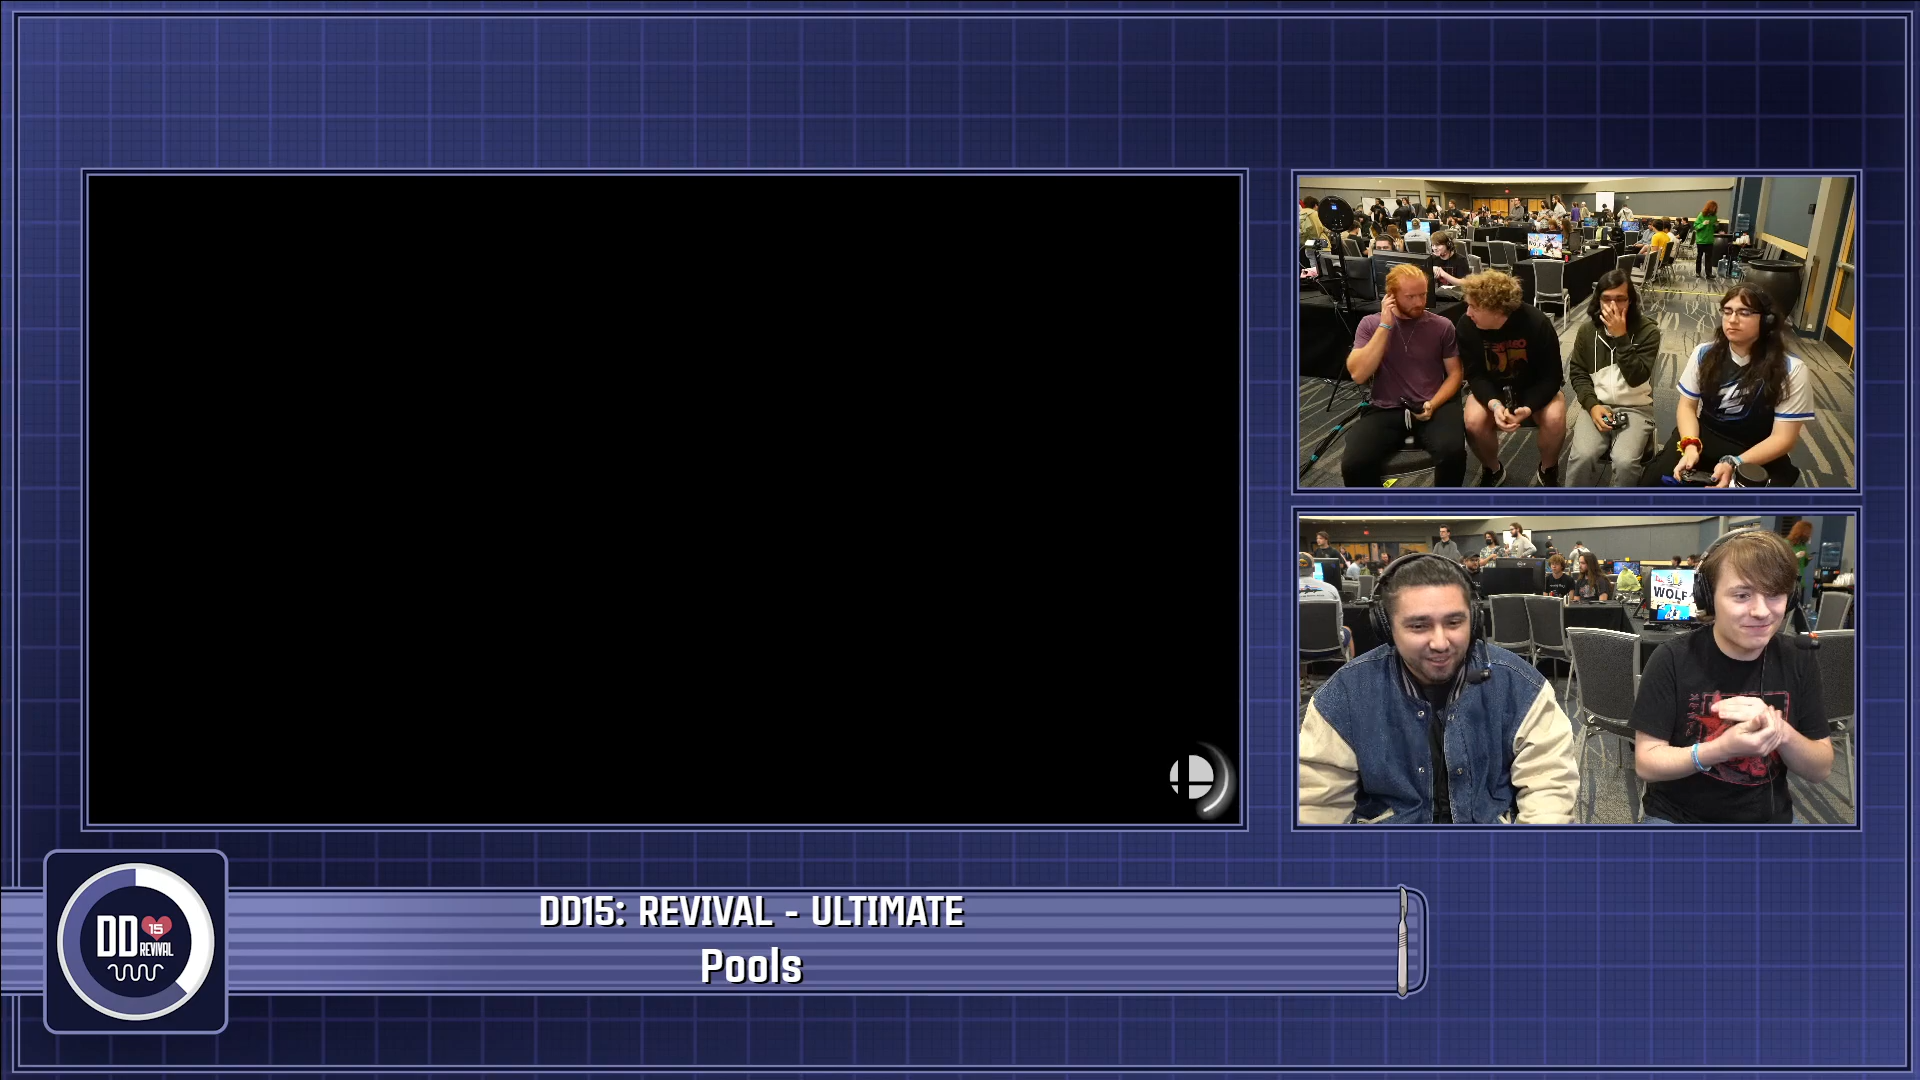 WOLF
DD15: REVIVAL - ULTIMATE
Pools
DD
15
REVIVAL